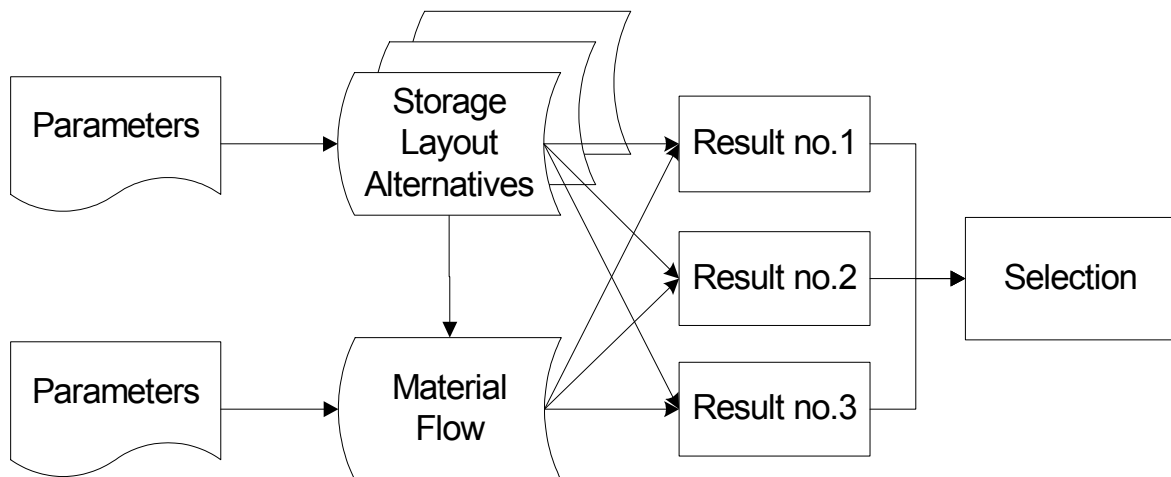 Parameters
Storage
Layout
Alternatives
Result no.1
Result no.2
Selection
Parameters
Material
Flow
Result no.3